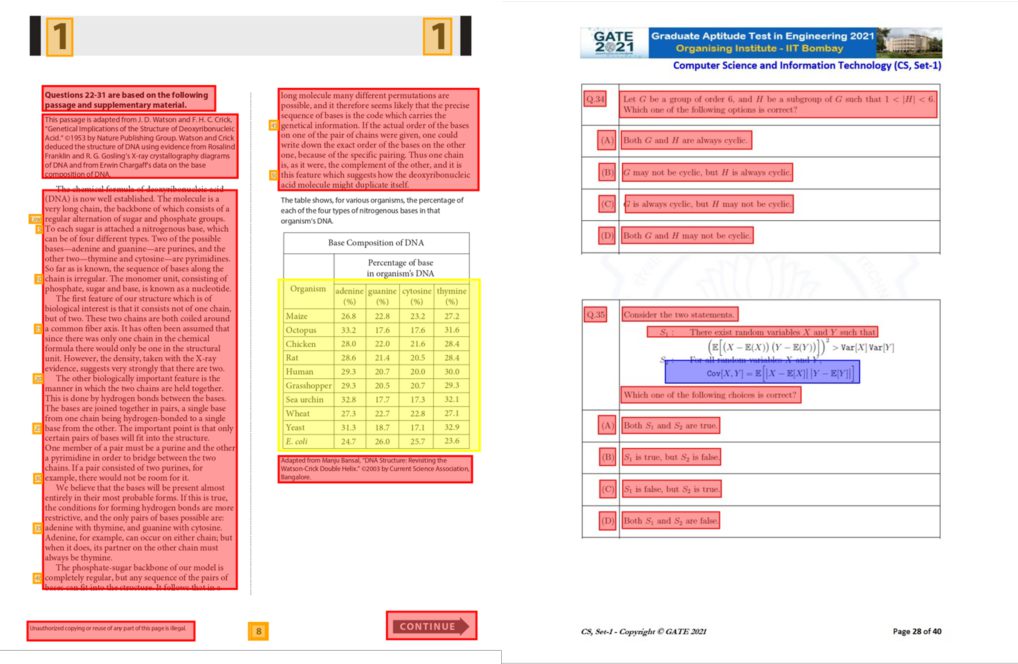 1
1
Questions 22-31 are based on the following
passage and supplementary material.
This passage is adapted from J. D. Watson and F. H. C. Crick,
"Genetical Implications of the Structure of Deoxyribonucleic
Acid." ©1953 by Nature Publishing Group. Watson and Crick
deduced the structure of DNA using evidence from Rosalind
Franklin and R. G. Gosling's X-ray crystallography diagrams
of DNA and from Erwin Chargaff's data on the base
composition of DNA.
The chemical formula of deoxyribonucleic acid
(DNA) is now well established. The molecule is a
very long chain, the backbone of which consists of a
regular alternation of sugar and phosphate groups.
To each sugar is attached a nitrogenous base, which
can be of four different types. Two of the possible
bases—adenine and guanine—are purines, and the
other two—thymine and cytosine—are pyrimidines.
So far as is known, the sequence of bases along the
chain is irregular. The monomer unit, consisting of
phosphate, sugar and base, is known as a nucleotide.
The first feature of our structure which is of
biological interest is that it consists not of one chain,
but of two. These two chains are both coiled around
a common fiber axis. It has often been assumed that
since there was only one chain in the chemical
formula there would only be one in the structural
unit. However, the density, taken with the X-ray
evidence, suggests very strongly that there are two.
The other biologically important feature is the
manner in which the two chains are held together.
This is done by hydrogen bonds between the bases.
The bases are joined together in pairs, a single base
from one chain being hydrogen-bonded to a single
base from the other. The important point is that only
certain pairs of bases will fit into the structure.
One member of a pair must be a purine and the other
a pyrimidine in order to bridge between the two
chains. If a pair consisted of two purines, for
example, there would not be room for it.
We believe that the bases will be present almost
entirely in their most probable forms. If this is true,
the conditions for forming hydrogen bonds are more
restrictive, and the only pairs of bases possible are:
adenine with thymine, and guanine with cytosine.
Adenine, for example, can occur on either chain; but
when it does, its partner on the other chain must
always be thymine.
The phosphate-sugar backbone of our model is
completely regular, but any sequence of the pairs of
bases can fit into the structure. It follows that in a
long molecule many different permutations are
possible, and it therefore seems likely that the precise
sequence of bases is the code which carries the
genetical information. If the actual order of the bases
on one of the pair of chains were given, one could
write down the exact order of the bases on the other
one, because of the specific pairing. Thus one chain
is, as it were, the complement of the other, and it is
this feature which suggests how the deoxyribonucleic
acid molecule might duplicate itself.
The table shows, for various organisms, the percentage of
each of the four types of nitrogenous bases in that
organism's DNA.
Base Composition of DNA
Percentage of base
in organism's DNA
Organism adenine (%) guanine (%) cytosine (%) thymine (%)
Maize 26.8 22.8 23.2 27.2
Octopus 33.2 17.6 17.6 31.6
Chicken 28.0 22.0 21.6 28.4
Rat 28.6 21.4 20.5 28.4
Human 29.3 20.7 20.0 30.0
Grasshopper 29.3 20.5 20.7 29.3
Sea urchin 32.8 17.7 17.3 32.1
Wheat 27.3 22.7 22.8 27.1
Yeast 31.3 18.7 17.1 32.9
E. coli 24.7 26.0 25.7 23.6
Adapted from Manju Bansal, "DNA Structure: Revisiting the
Watson-Crick Double Helix." ©2003 by Current Science Association,
Bangalore.
Unauthorized copying or reuse of any part of this page is illegal.
8
CONTINUE
GATE
2021
Graduate Aptitude Test in Engineering 2021
Organising Institute - IIT Bombay
Computer Science and Information Technology (CS, Set-1)
Q.34 Let G be a group of order 6, and H be a subgroup of G such that 1 < |H| < 6.
Which one of the following options is correct?
(A) Both G and H are always cyclic.
(B) G may not be cyclic, but H is always cyclic.
(C) G is always cyclic, but H may not be cyclic.
(D) Both G and H may not be cyclic.
Q.35 Consider the two statements.
S₁ : There exist random variables X and Y such that
(𝔼[(X − 𝔼(X)) (Y − 𝔼(Y))])² > Var[X] Var[Y]
S₂ : For all random variables X and Y,
Cov[X, Y] = 𝔼[|X − 𝔼[X]| |Y − 𝔼[Y]|]
Which one of the following choices is correct?
(A) Both S₁ and S₂ are true.
(B) S₁ is true, but S₂ is false.
(C) S₁ is false, but S₂ is true.
(D) Both S₁ and S₂ are false.
CS, Set-1 - Copyright © GATE 2021
Page 28 of 40